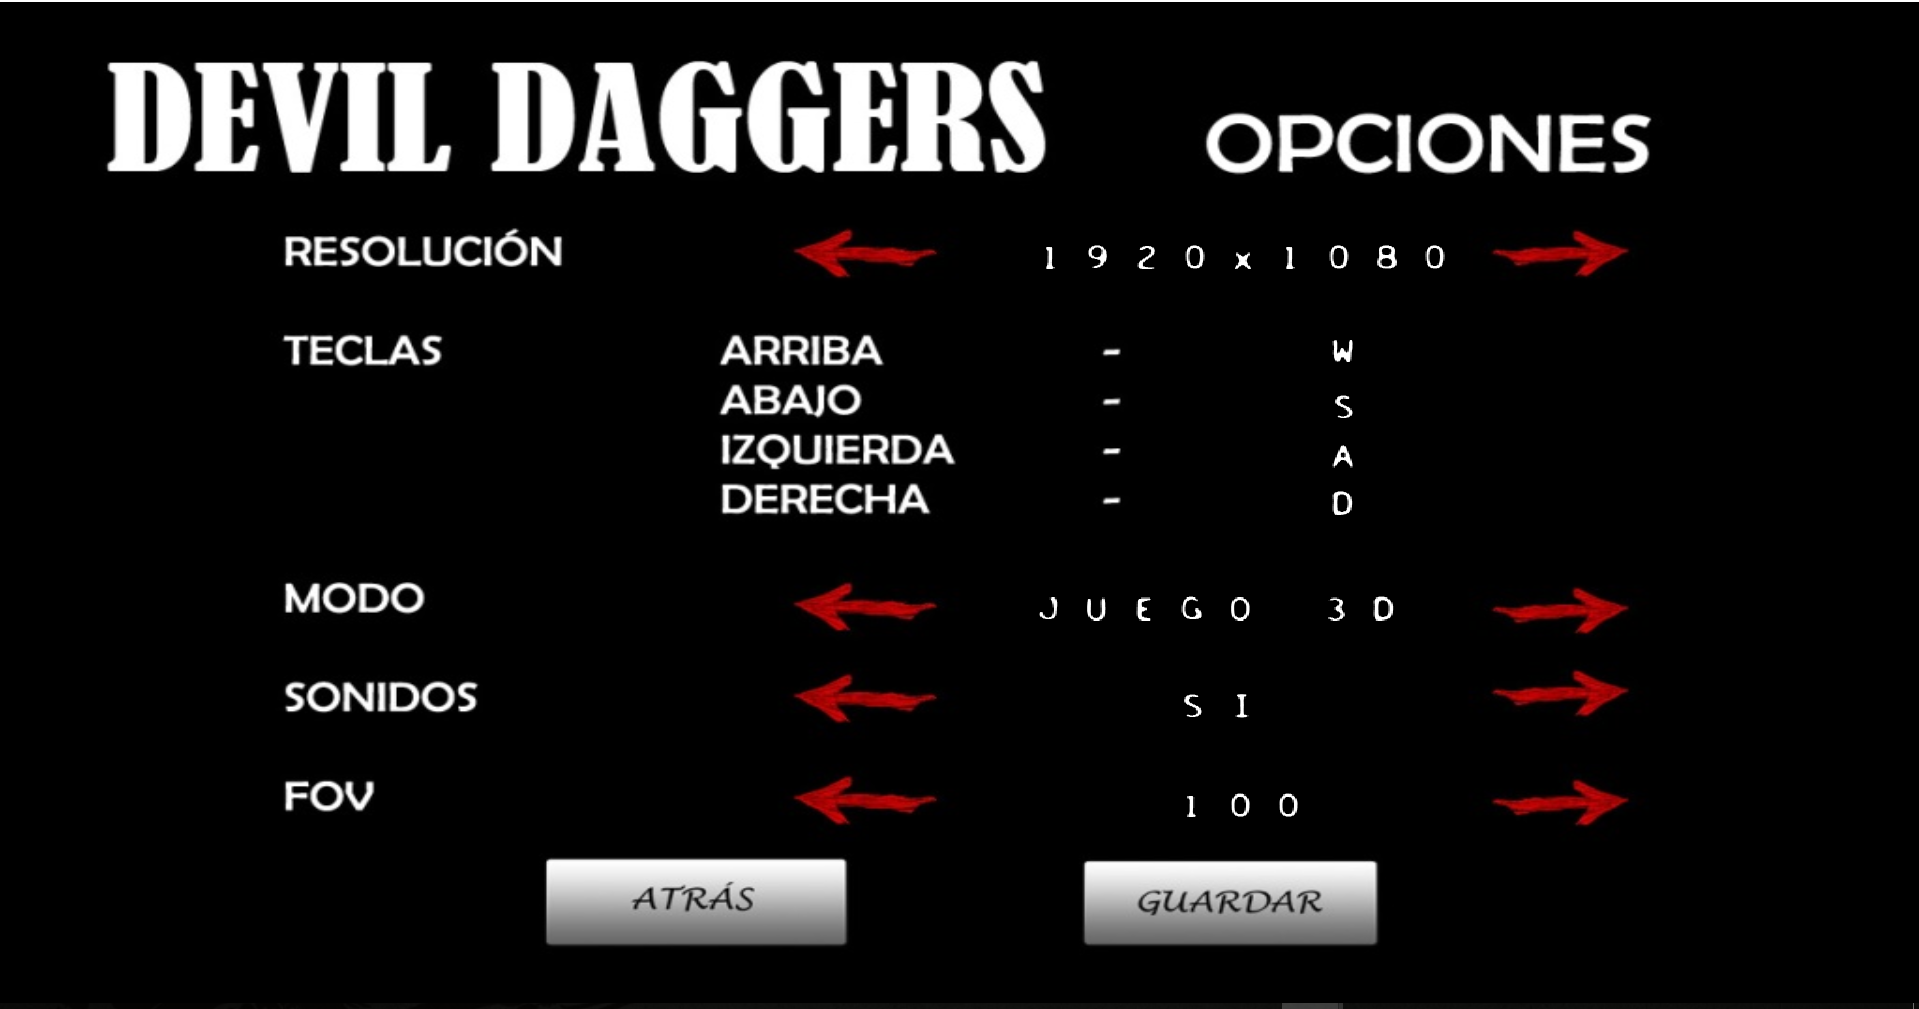 DEVIL DAGGERS OPCIONES
RESOLUCIÓN 1920x1080
TECLAS ARRIBA - W
ABAJO - S
IZQUIERDA - A
DERECHA - D
MODO JUEGO 3D
SONIDOS SI
FOV 100
ATRÁS GUARDAR